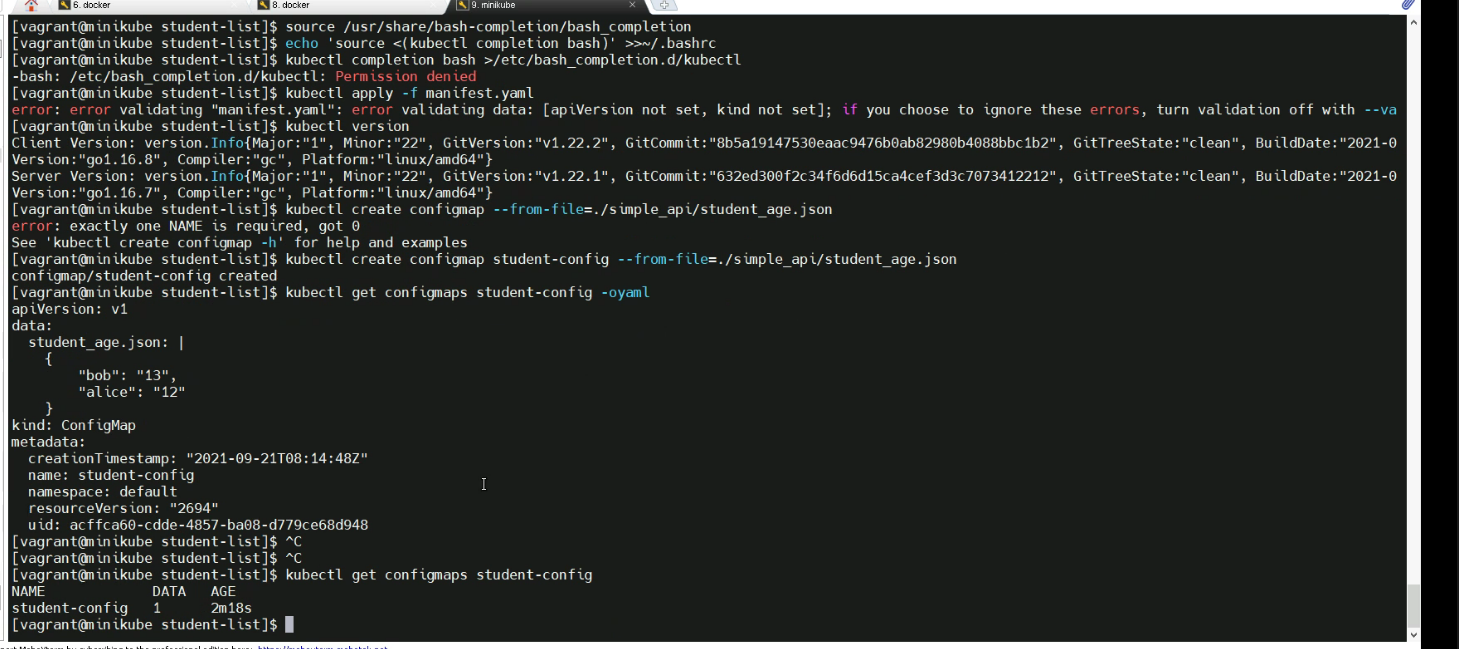 6. docker
8. docker
9. minikube
[vagrant@minikube student-list]$ source /usr/share/bash-completion/bash_completion
[vagrant@minikube student-list]$ echo 'source <(kubectl completion bash)' >>~/.bashrc
[vagrant@minikube student-list]$ kubectl completion bash >/etc/bash_completion.d/kubectl
-bash: /etc/bash_completion.d/kubectl: Permission denied
[vagrant@minikube student-list]$ kubectl apply -f manifest.yaml
error: error validating "manifest.yaml": error validating data: [apiVersion not set, kind not set]; if you choose to ignore these errors, turn validation off with --va
[vagrant@minikube student-list]$ kubectl version
Client Version: version.Info{Major:"1", Minor:"22", GitVersion:"v1.22.2", GitCommit:"8b5a19147530eaac9476b0ab82980b4088bbc1b2", GitTreeState:"clean", BuildDate:"2021-0
Version:"go1.16.8", Compiler:"gc", Platform:"linux/amd64"}
Server Version: version.Info{Major:"1", Minor:"22", GitVersion:"v1.22.1", GitCommit:"632ed300f2c34f6d6d15ca4cef3d3c7073412212", GitTreeState:"clean", BuildDate:"2021-0
Version:"go1.16.7", Compiler:"gc", Platform:"linux/amd64"}
[vagrant@minikube student-list]$ kubectl create configmap --from-file=./simple_api/student_age.json
error: exactly one NAME is required, got 0
See 'kubectl create configmap -h' for help and examples
[vagrant@minikube student-list]$ kubectl create configmap student-config --from-file=./simple_api/student_age.json
configmap/student-config created
[vagrant@minikube student-list]$ kubectl get configmaps student-config -oyaml
apiVersion: v1
data:
  student_age.json: |
    {
        "bob": "13",
        "alice": "12"
    }
kind: ConfigMap
metadata:
  creationTimestamp: "2021-09-21T08:14:48Z"
  name: student-config
  namespace: default
  resourceVersion: "2694"
  uid: acffca60-cdde-4857-ba08-d779ce68d948
[vagrant@minikube student-list]$ ^C
[vagrant@minikube student-list]$ ^C
[vagrant@minikube student-list]$ kubectl get configmaps student-config
NAME             DATA   AGE
student-config   1      2m18s
[vagrant@minikube student-list]$